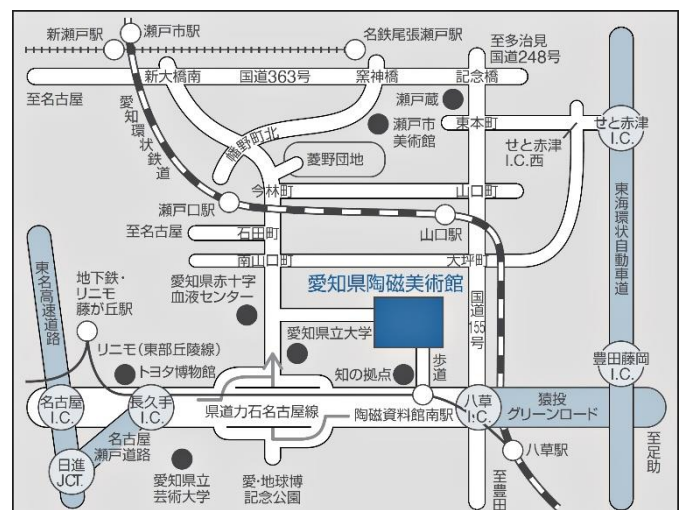 新瀬戸駅
瀬戸市駅
名鉄尾張瀬戸駅
至多治見
国道248号
新大橋南
国道363号
窯神橋
記念橋
至名古屋
愛知環状鉄道
瀬戸蔵
幡野町北
瀬戸市
美術館
東本町
せと赤津
I.C.西
せと赤津
I.C.
菱野団地
今林町
山口町
瀬戸口駅
至名古屋
石田町
山口駅
東海環状自動車道
南山口町
大坪町
東名高速道路
地下鉄・
リニモ
藤が丘駅
愛知県赤十字
血液センター
愛知県陶磁美術館
国道155号
愛知県立大学
リニモ(東部丘陵線)
トヨタ博物館
知の拠点
歩道
豊田藤岡
I.C.
名古屋
I.C.
長久手
I.C.
県道力石名古屋線
陶磁資料館南駅
八草
I.C.
猿投
グリーンロード
名古屋
瀬戸道路
日進
JCT.
愛知県立
芸術大学
愛・地球博
記念公園
至豊田
八草駅
至足助